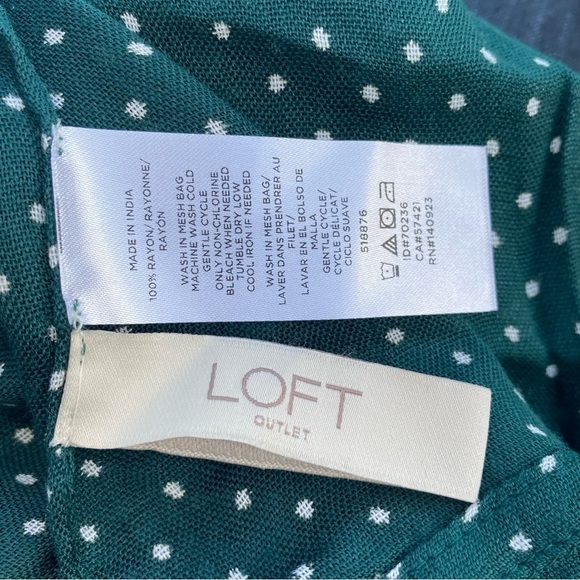 MADE IN INDIA
100% RAYON/ RAYONNE/
RAYON
WASH IN MESH BAG
MACHINE WASH COLD
GENTLE CYCLE
ONLY NON-CHLORINE
BLEACH WHEN NEEDED
TUMBLE DRY LOW
COOL IRON IF NEEDED
WASH IN MESH BAG/
LAVER DANS PRENDRER AU
FILET/
LAVAR EN EL BOLSO DE
MALLA
GENTLE CYCLE/
CYCLE DÉLICAT/
CICLO SUAVE
518876
ID#70236
CA#57421
RN#140923
LOFT
OUTLET